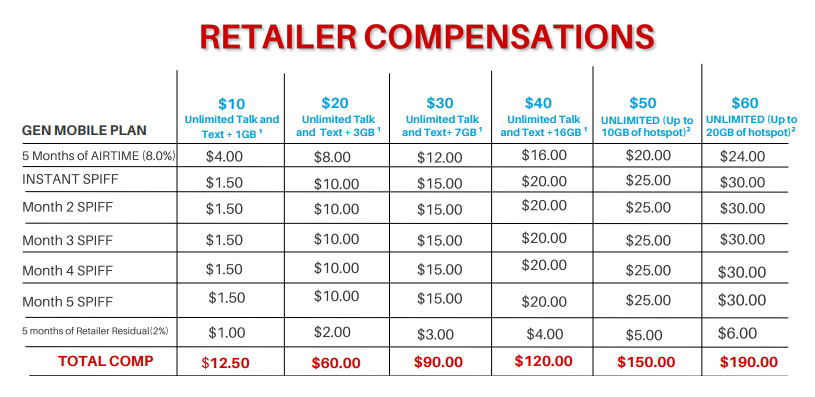 RETAILER COMPENSATIONS
GEN MOBILE PLAN
$10
Unlimited Talk and
Text + 1GB ¹
$20
Unlimited Talk
and Text + 3GB ¹
$30
Unlimited Talk
and Text+ 7GB ¹
$40
Unlimited Talk
and Text +16GB ¹
$50
UNLIMITED (Up to
10GB of hotspot)²
$60
UNLIMITED (Up to
20GB of hotspot)²
5 Months of AIRTIME (8.0%) $4.00 $8.00 $12.00 $16.00 $20.00 $24.00
INSTANT SPIFF $1.50 $10.00 $15.00 $20.00 $25.00 $30.00
Month 2 SPIFF $1.50 $10.00 $15.00 $20.00 $25.00 $30.00
Month 3 SPIFF $1.50 $10.00 $15.00 $20.00 $25.00 $30.00
Month 4 SPIFF $1.50 $10.00 $15.00 $20.00 $25.00 $30.00
Month 5 SPIFF $1.50 $10.00 $15.00 $20.00 $25.00 $30.00
5 months of Retailer Residual(2%) $1.00 $2.00 $3.00 $4.00 $5.00 $6.00
TOTAL COMP $12.50 $60.00 $90.00 $120.00 $150.00 $190.00